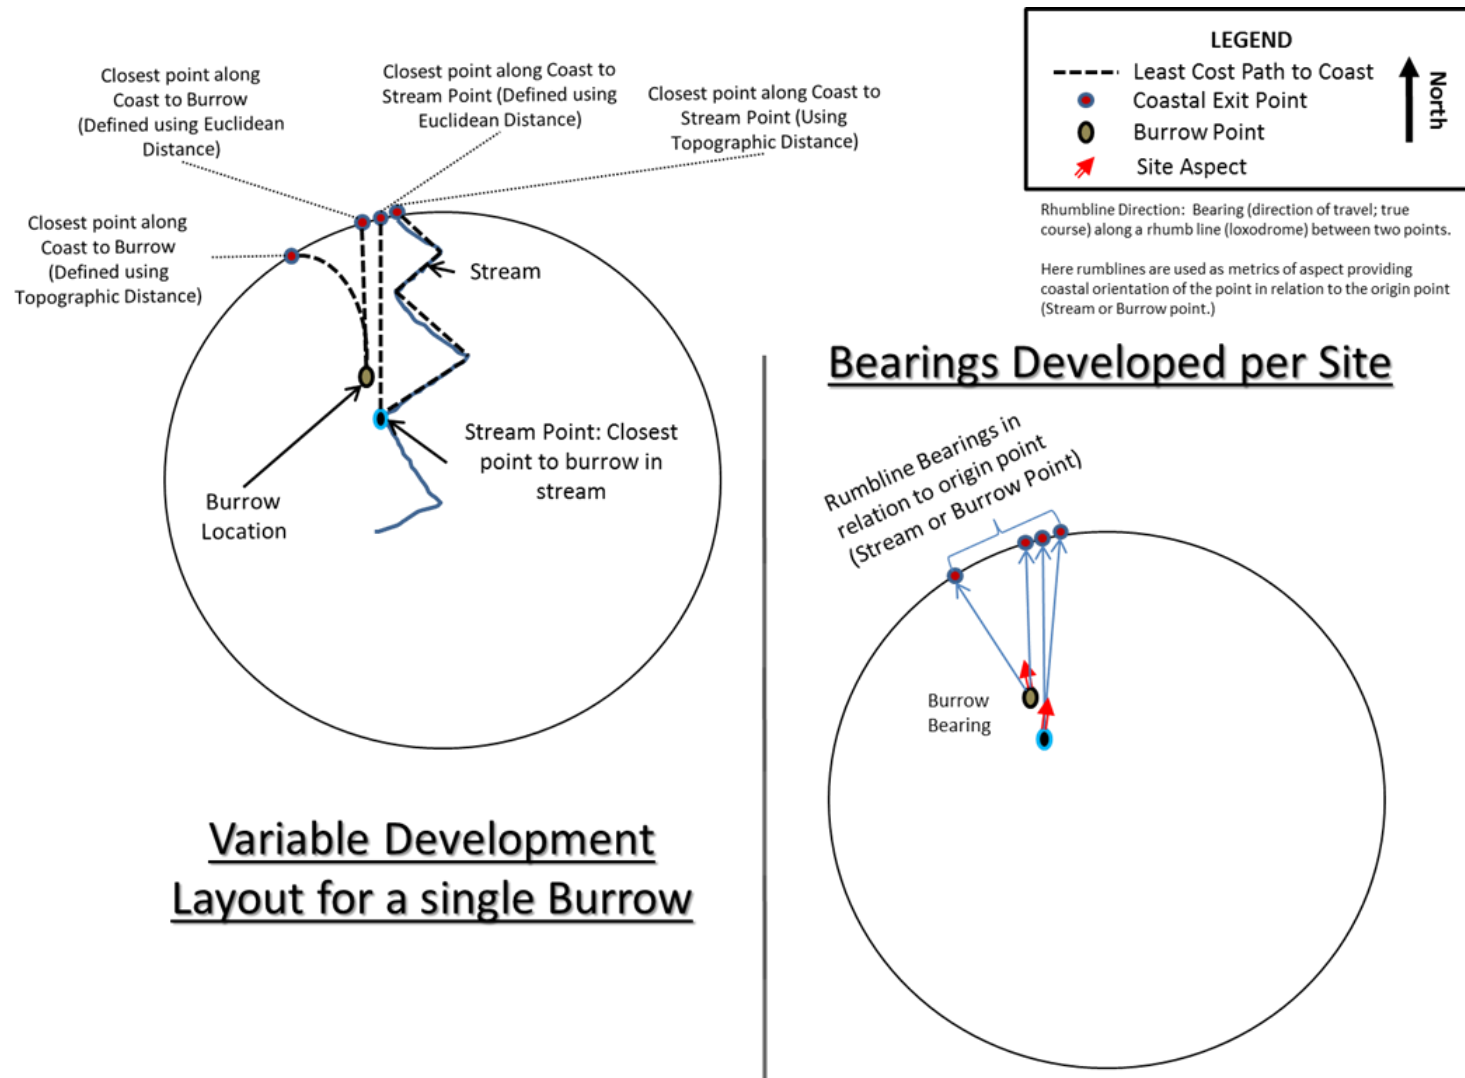 Closest point along
Coast to Burrow
(Defined using Euclidean
Distance)
Closest point along Coast to
Stream Point (Defined using
Euclidean Distance)
Closest point along Coast to
Stream Point (Using
Topographic Distance)
Closest point along
Coast to Burrow
(Defined using
Topographic Distance)
Stream
Stream Point: Closest
point to burrow in
stream
Burrow
Location
Variable Development
Layout for a single Burrow
LEGEND
Least Cost Path to Coast
Coastal Exit Point
Burrow Point
Site Aspect
North
Rhumbline Direction: Bearing (direction of travel; true
course) along a rhumb line (loxodrome) between two points.
Here rumblines are used as metrics of aspect providing
coastal orientation of the point in relation to the origin point
(Stream or Burrow point.)
Bearings Developed per Site
Rumbline Bearings in
relation to origin point
(Stream or Burrow Point)
Burrow
Bearing